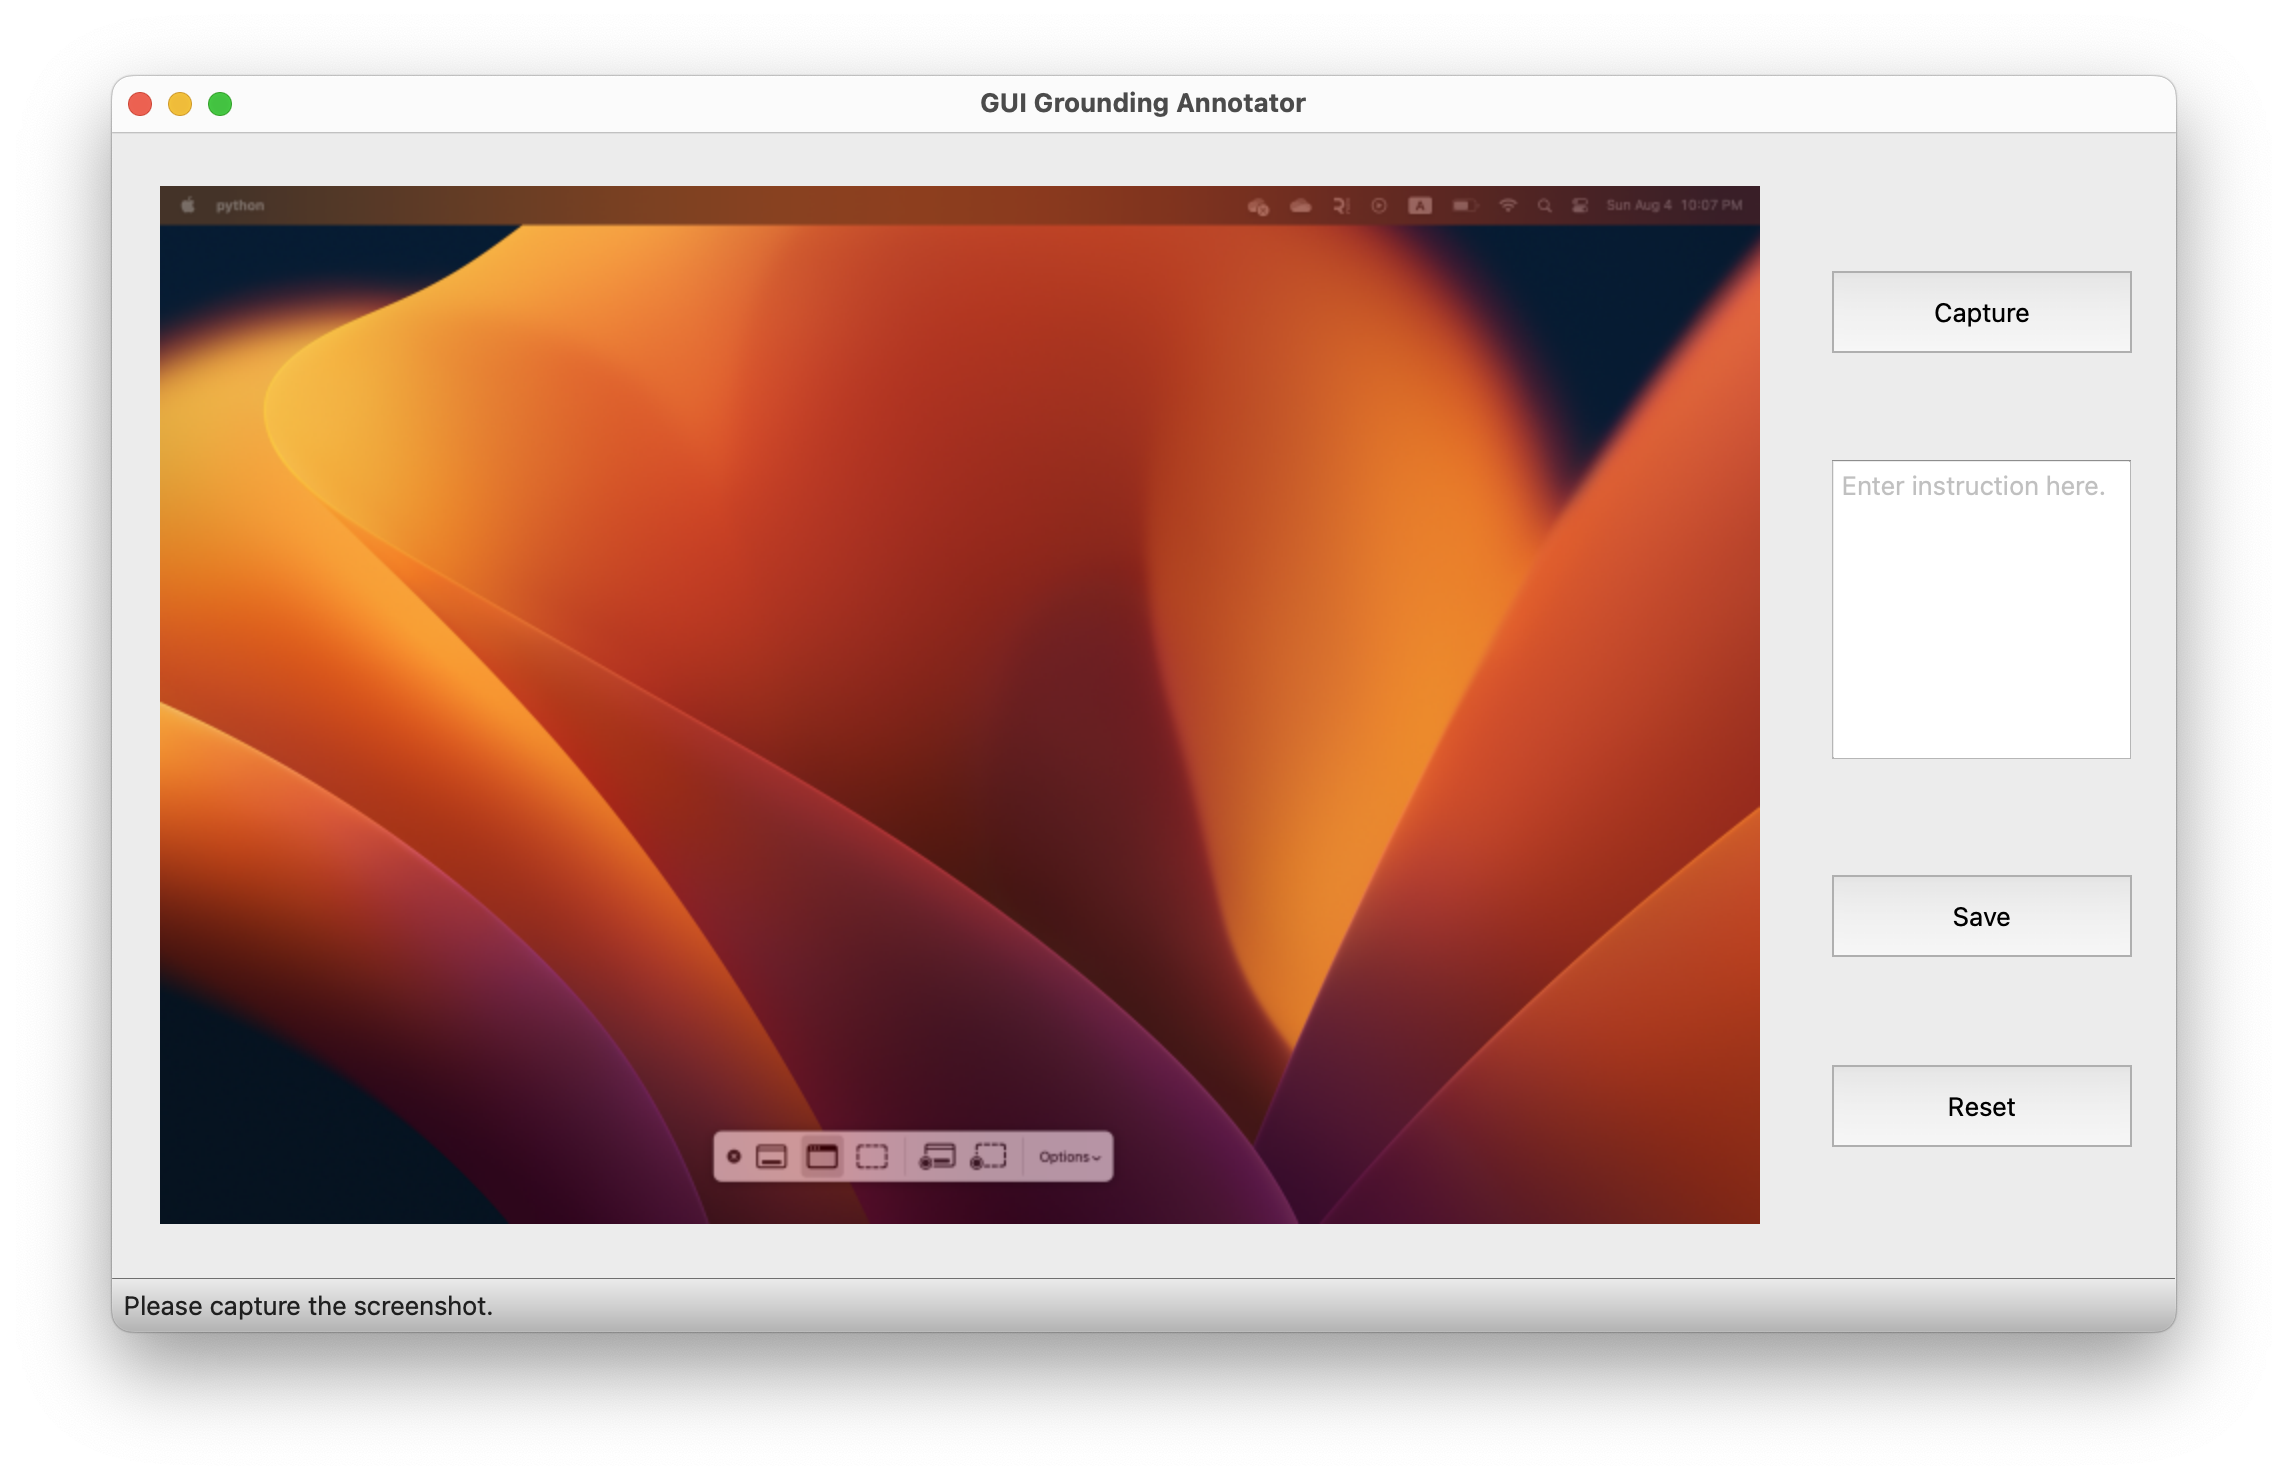 GUI Grounding Annotator
python
Sun Aug 4 10:07 PM
A
Capture
Enter instruction here.
Save
Reset
Options
Please capture the screenshot.